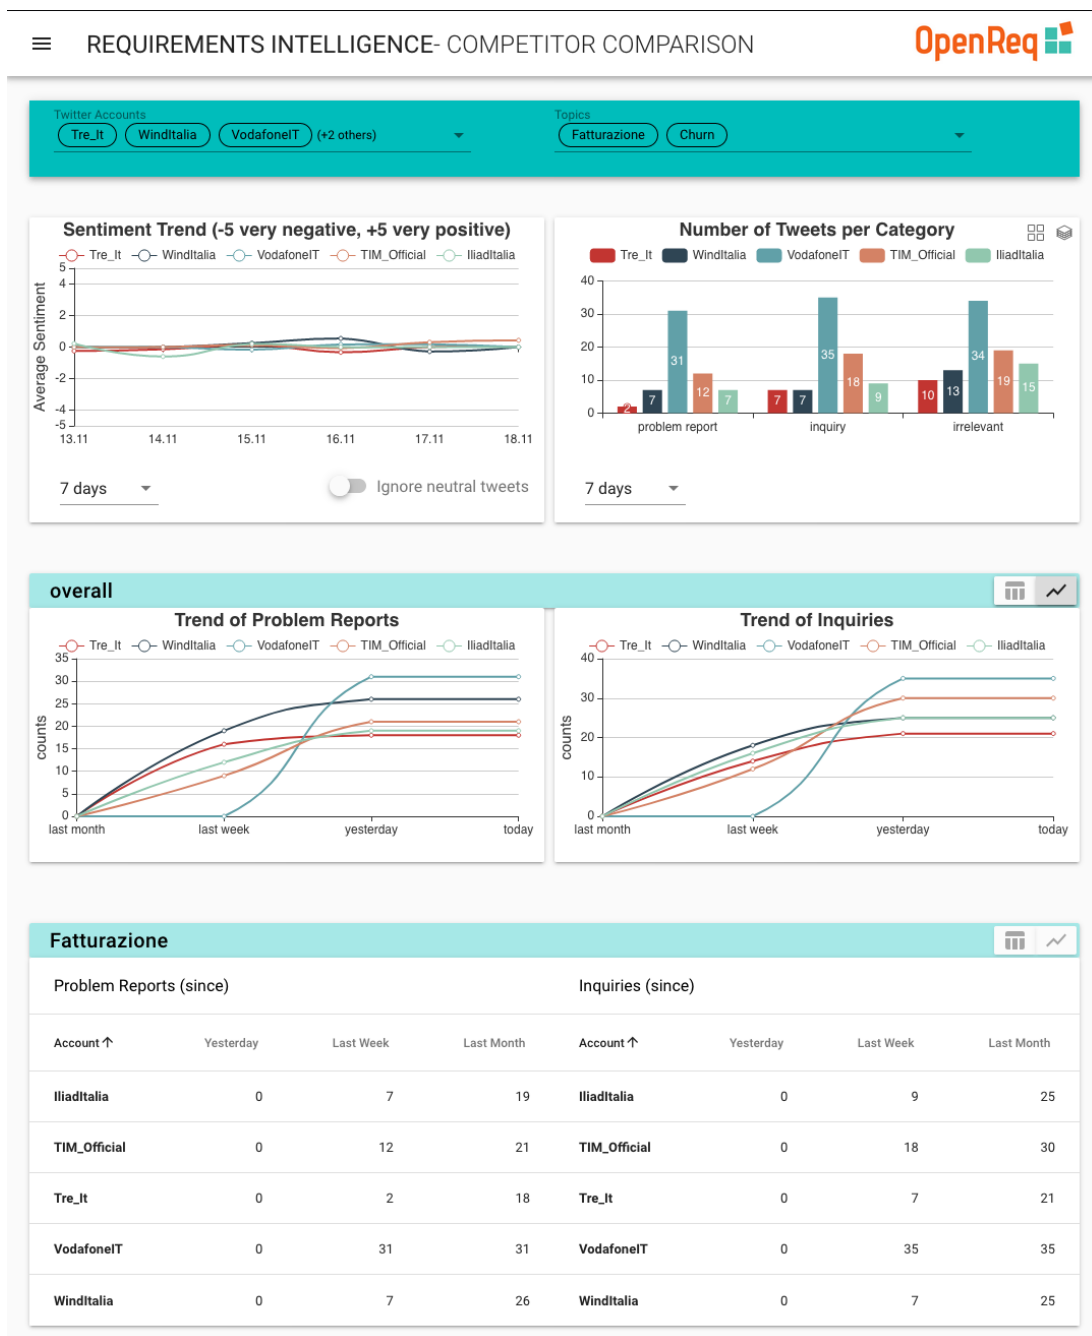 REQUIREMENTS INTELLIGENCE- COMPETITOR COMPARISON
OpenReq
Twitter Accounts
Tre_It WindItalia VodafoneIT (+2 others)
Topics
Fatturazione Churn
Sentiment Trend (-5 very negative, +5 very positive)
Tre_It WindItalia VodafoneIT TIM_Official IliadItalia
Average Sentiment
5
4
2
0
-2
-4
-5
13.11 14.11 15.11 16.11 17.11 18.11
7 days
Ignore neutral tweets
Number of Tweets per Category
Tre_It WindItalia VodafoneIT TIM_Official IliadItalia
40
30
20
10
0
2 7 31 12 7
7 7 35 18 9
10 13 34 19 15
problem report inquiry irrelevant
7 days
overall
Trend of Problem Reports
Tre_It WindItalia VodafoneIT TIM_Official IliadItalia
counts
35
30
25
20
15
10
5
0
last month last week yesterday today
Trend of Inquiries
Tre_It WindItalia VodafoneIT TIM_Official IliadItalia
counts
40
30
20
10
0
last month last week yesterday today
Fatturazione
Problem Reports (since)
Account Yesterday Last Week Last Month
IliadItalia 0 7 19
TIM_Official 0 12 21
Tre_It 0 2 18
VodafoneIT 0 31 31
WindItalia 0 7 26
Inquiries (since)
Account Yesterday Last Week Last Month
IliadItalia 0 9 25
TIM_Official 0 18 30
Tre_It 0 7 21
VodafoneIT 0 35 35
WindItalia 0 7 25